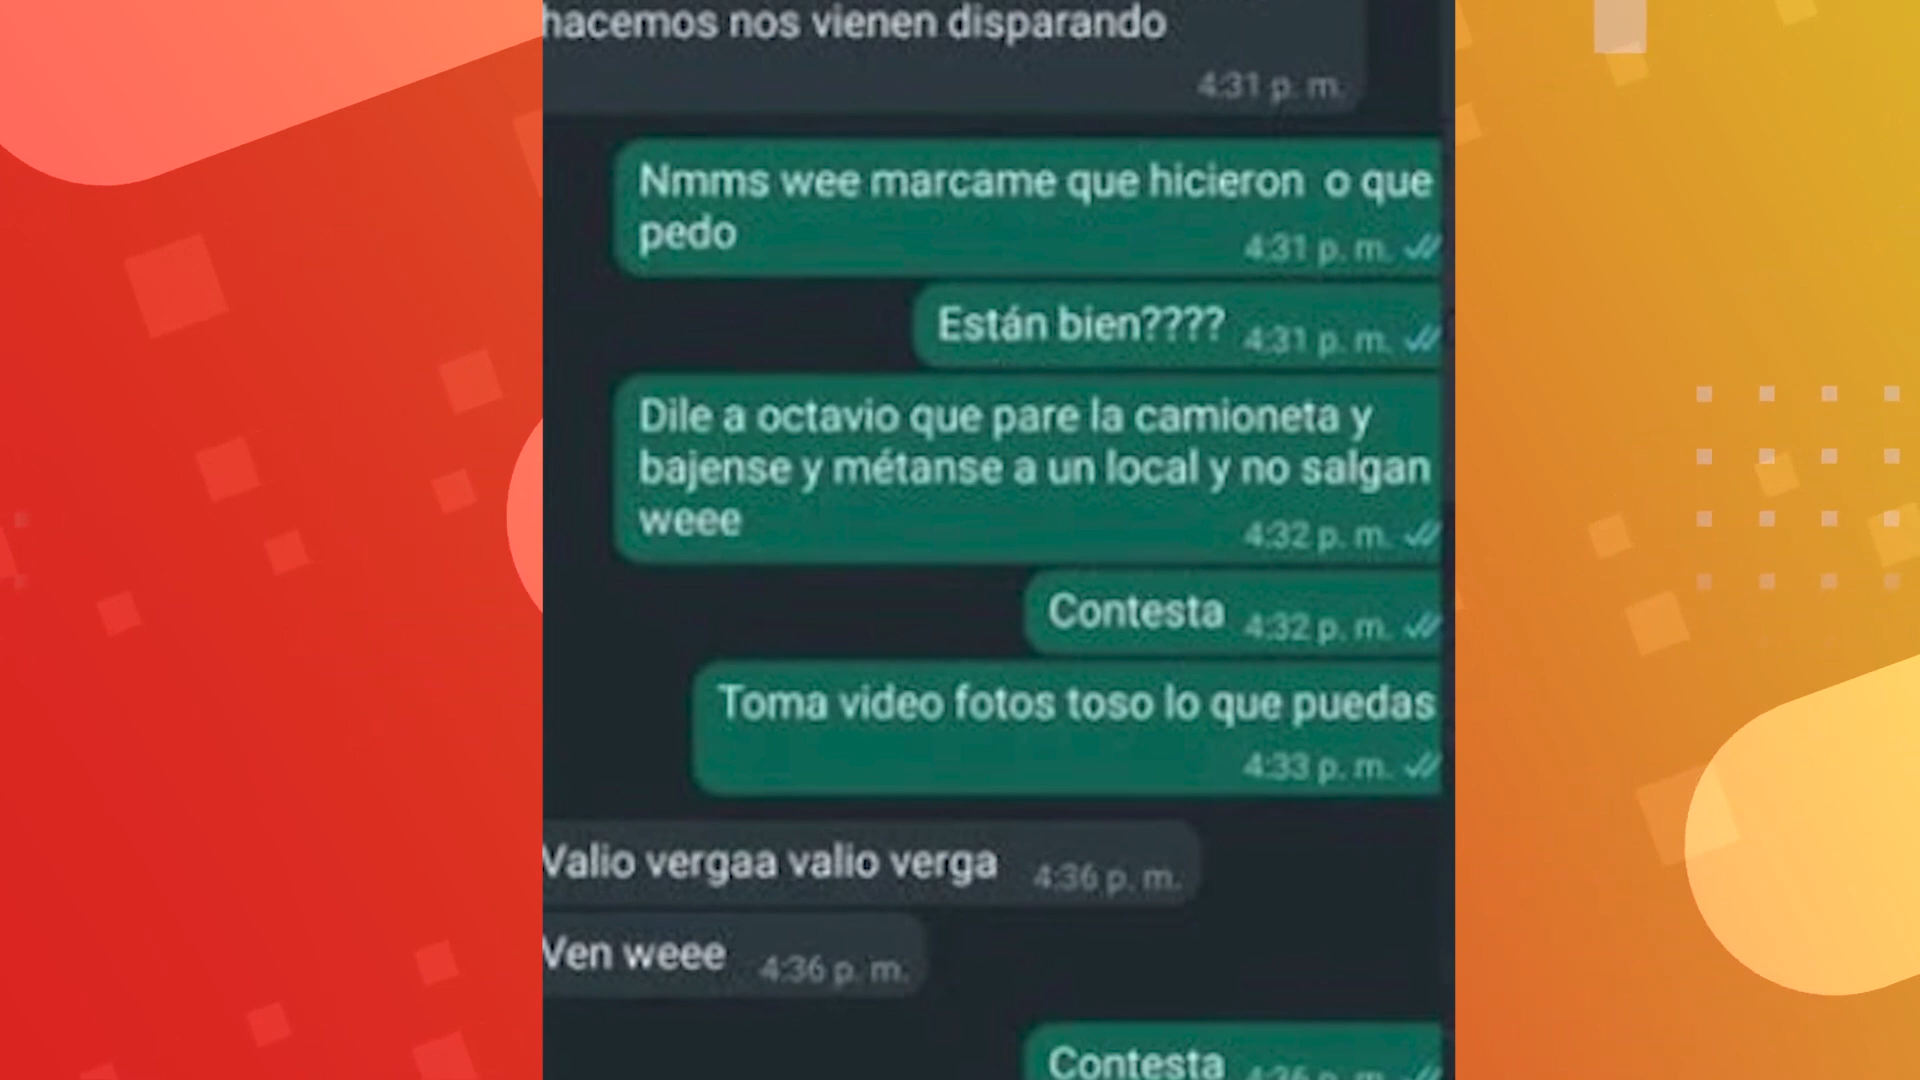 hacemos nos vienen disparando
4:31 p. m.
Nmms wee marcame que hicieron o que
pedo
4:31 p. m.
Están bien????
4:31 p. m.
Dile a octavio que pare la camioneta y
bajense y métanse a un local y no salgan
weee
4:32 p. m.
Contesta
4:32 p. m.
Toma video fotos toso lo que puedas
4:33 p. m.
Valio vergaa valio verga
4:36 p. m.
Ven weee
4:36 p. m.
Contesta
4:36 p. m.